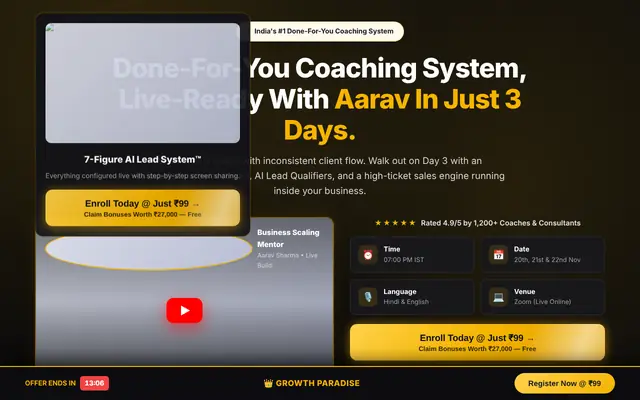 India's #1 Done-For-You Coaching System
Done-For-You Coaching System,
Live-Ready With Aarav In Just 3
Days.
with inconsistent client flow. Walk out on Day 3 with an
, AI Lead Qualifiers, and a high-ticket sales engine running
inside your business.
7-Figure AI Lead System™
Everything configured live with step-by-step screen sharing.
Enroll Today @ Just ₹99 →
Claim Bonuses Worth ₹27,000 — Free
Business Scaling
Mentor
Aarav Sharma • Live
Build
★★★★★ Rated 4.9/5 by 1,200+ Coaches & Consultants
Time
07:00 PM IST
Date
20th, 21st & 22nd Nov
Language
Hindi & English
Venue
Zoom (Live Online)
Enroll Today @ Just ₹99 →
Claim Bonuses Worth ₹27,000 — Free
OFFER ENDS IN 13:06
GROWTH PARADISE
Register Now @ ₹99